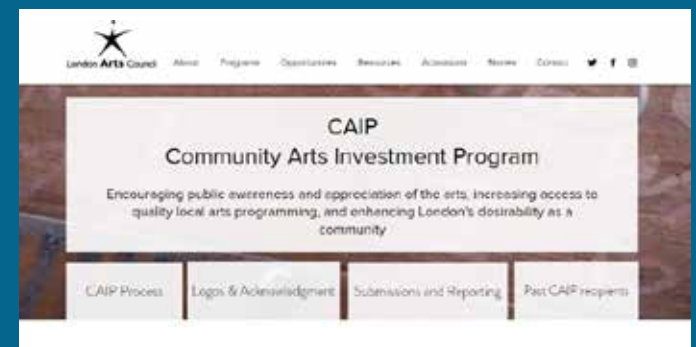 London Arts Council About Programs Opportunities Resources Stories Contact
CAIP
Community Arts Investment Program
Encouraging public awareness and appreciation of the arts, increasing access to
quality local arts programming, and enhancing London's desirability as a
community
CAIP Process Logos & Acknowledgment Submissions and Reporting Past CAIP recipients